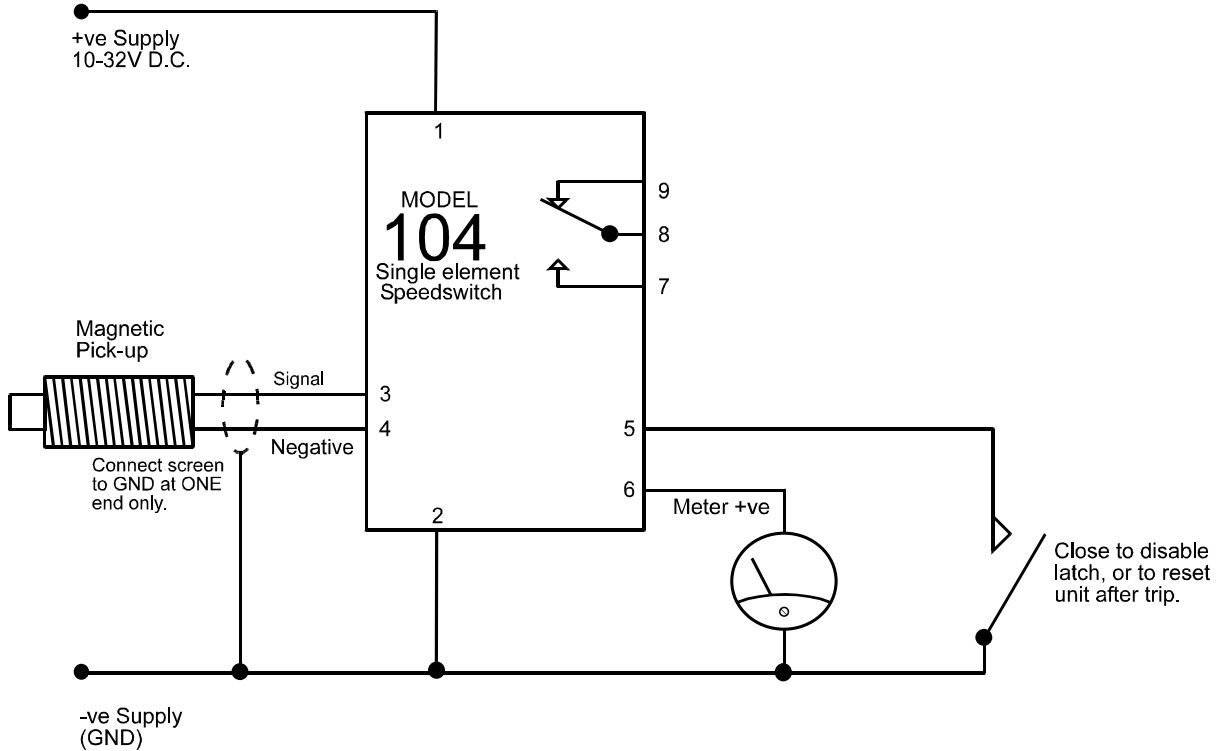 +ve Supply
10-32V D.C.
1
MODEL
104
Single element
Speedswitch
9
8
7
Magnetic
Pick-up
Signal
3
4
Negative
Connect screen
to GND at ONE
end only.
2
5
6
Meter +ve
Close to disable
latch, or to reset
unit after trip.
-ve Supply
(GND)